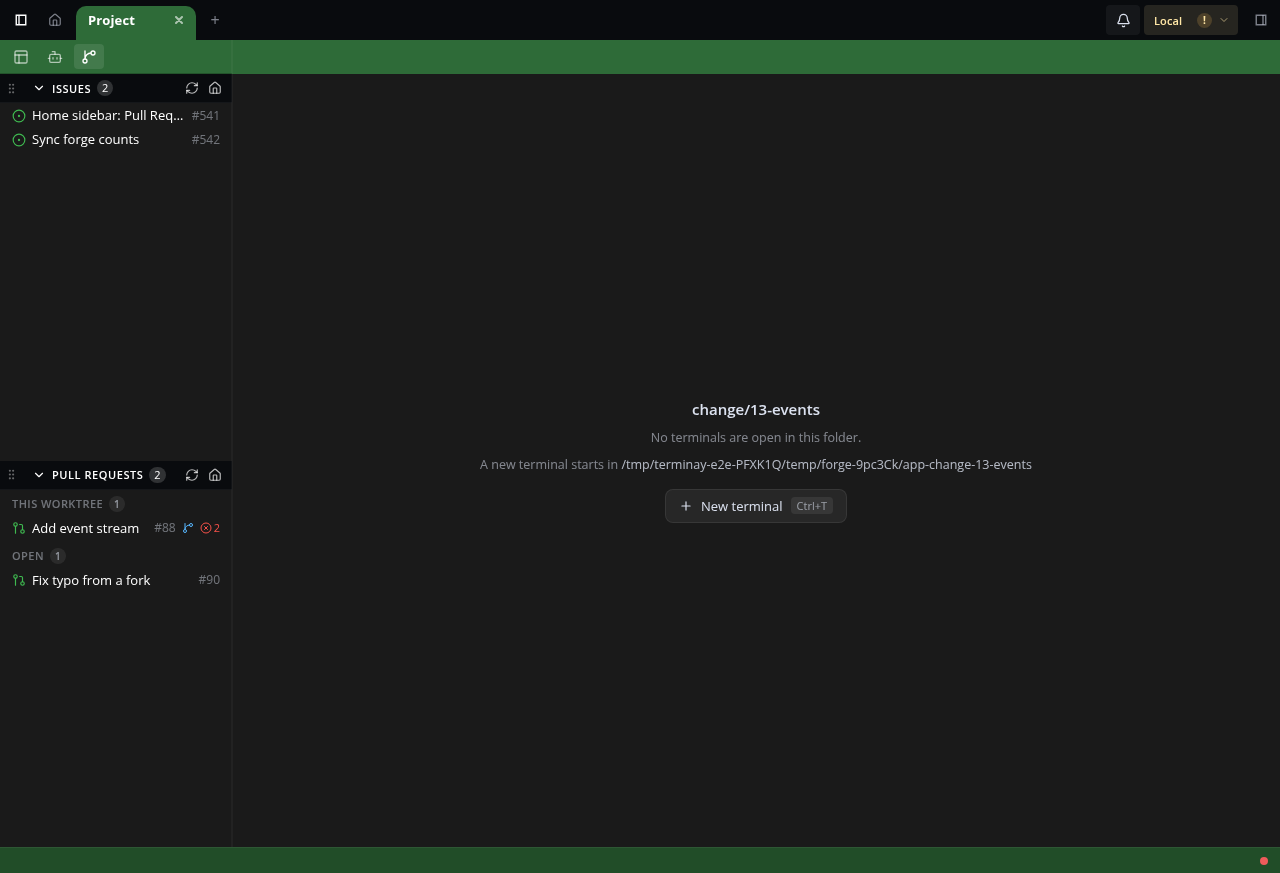 Project
Local !
ISSUES 2
Home sidebar: Pull Req... #541
Sync forge counts #542
change/13-events
No terminals are open in this folder.
A new terminal starts in /tmp/terminay-e2e-PFXK1Q/temp/forge-9pc3Ck/app-change-13-events
New terminal Ctrl+T
PULL REQUESTS 2
THIS WORKTREE 1
Add event stream #88 2
OPEN 1
Fix typo from a fork #90